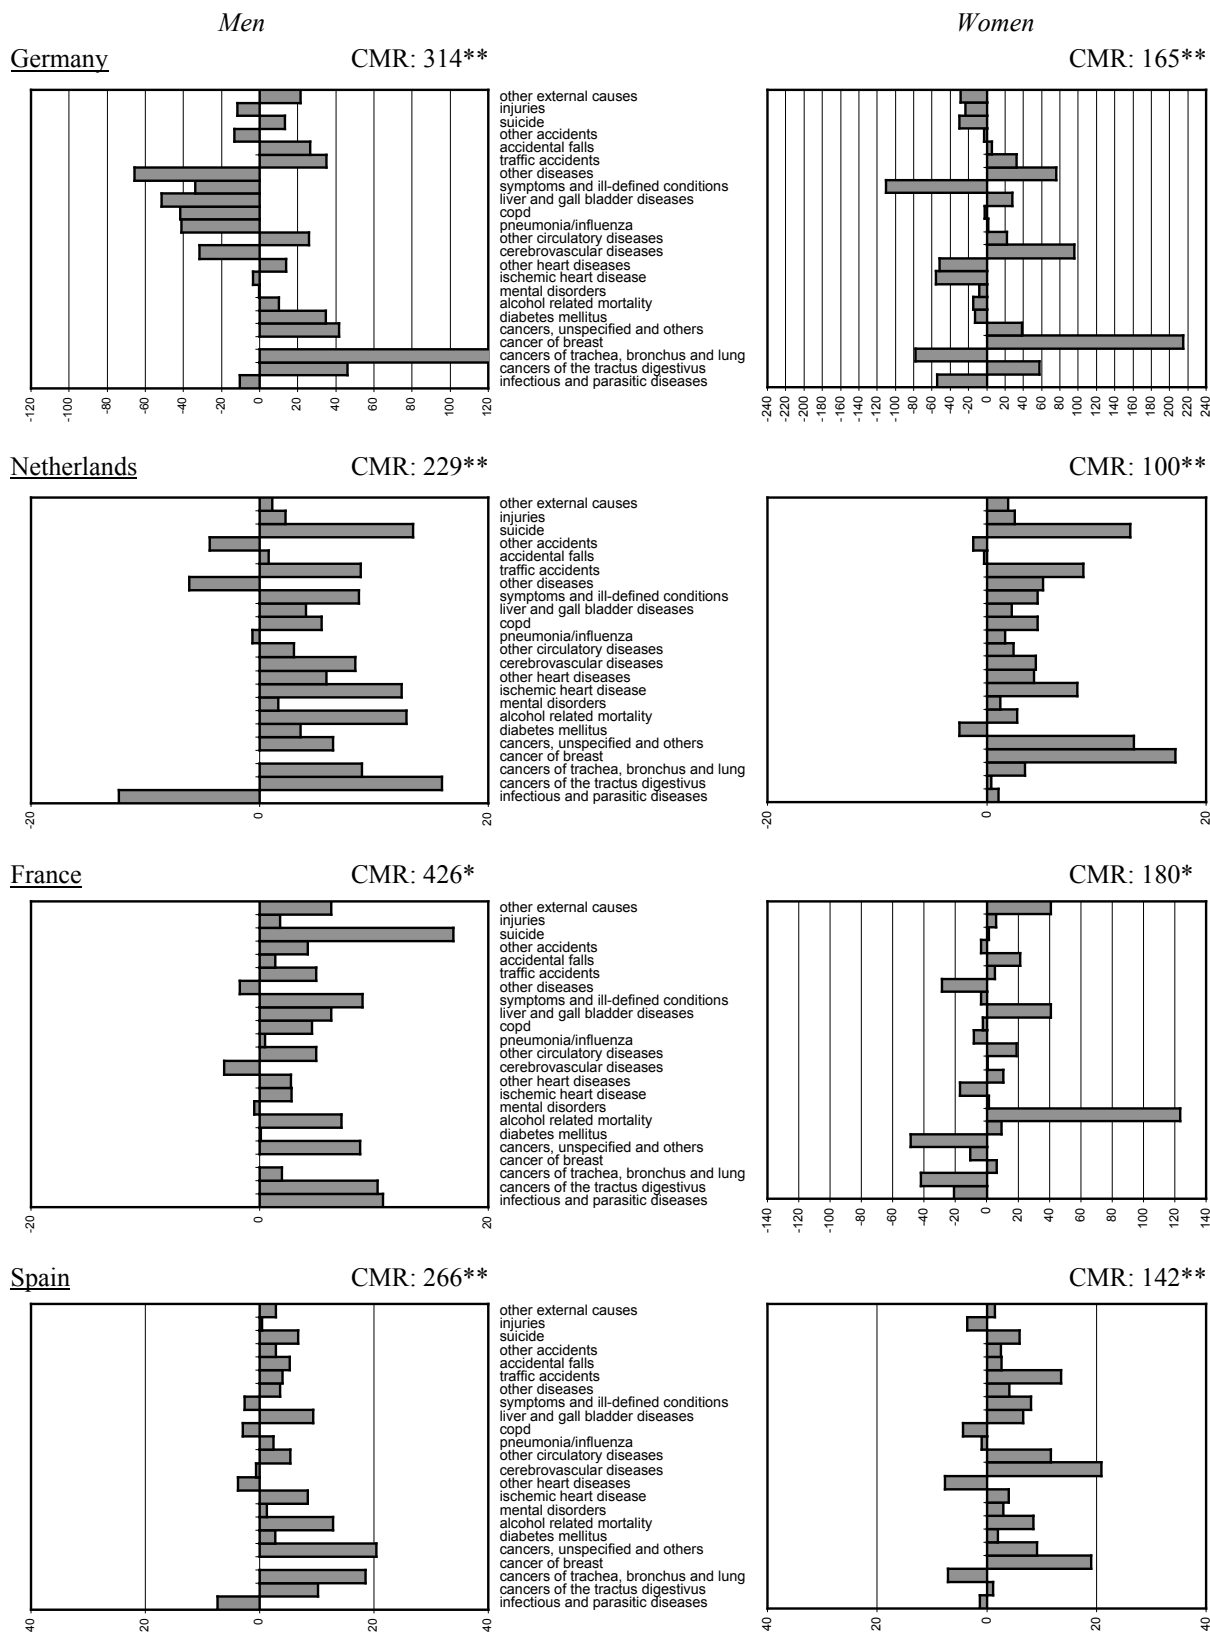 Men Women
Germany CMR: 314** CMR: 165**
other external causes
injuries
suicide
other accidents
accidental falls
traffic accidents
other diseases
symptoms and ill-defined conditions
liver and gall bladder diseases
copd
pneumonia/influenza
other circulatory diseases
cerebrovascular diseases
other heart diseases
ischemic heart disease
mental disorders
alcohol related mortality
diabetes mellitus
cancers, unspecified and others
cancer of breast
cancers of trachea, bronchus and lung
cancers of the tractus digestivus
infectious and parasitic diseases
-120 -100 -80 -60 -40 -20 0 20 40 60 80 100 120
-240 -220 -200 -180 -160 -140 -120 -100 -80 -60 -40 -20 0 20 40 60 80 100 120 140 160 180 200 220 240
Netherlands CMR: 229** CMR: 100**
other external causes
injuries
suicide
other accidents
accidental falls
traffic accidents
other diseases
symptoms and ill-defined conditions
liver and gall bladder diseases
copd
pneumonia/influenza
other circulatory diseases
cerebrovascular diseases
other heart diseases
ischemic heart disease
mental disorders
alcohol related mortality
diabetes mellitus
cancers, unspecified and others
cancer of breast
cancers of trachea, bronchus and lung
cancers of the tractus digestivus
infectious and parasitic diseases
-20 0 20
-20 0 20
France CMR: 426* CMR: 180*
other external causes
injuries
suicide
other accidents
accidental falls
traffic accidents
other diseases
symptoms and ill-defined conditions
liver and gall bladder diseases
copd
pneumonia/influenza
other circulatory diseases
cerebrovascular diseases
other heart diseases
ischemic heart disease
mental disorders
alcohol related mortality
diabetes mellitus
cancers, unspecified and others
cancer of breast
cancers of trachea, bronchus and lung
cancers of the tractus digestivus
infectious and parasitic diseases
-20 0 20
-140 -120 -100 -80 -60 -40 -20 0 20 40 60 80 100 120 140
Spain CMR: 266** CMR: 142**
other external causes
injuries
suicide
other accidents
accidental falls
traffic accidents
other diseases
symptoms and ill-defined conditions
liver and gall bladder diseases
copd
pneumonia/influenza
other circulatory diseases
cerebrovascular diseases
other heart diseases
ischemic heart disease
mental disorders
alcohol related mortality
diabetes mellitus
cancers, unspecified and others
cancer of breast
cancers of trachea, bronchus and lung
cancers of the tractus digestivus
infectious and parasitic diseases
40 20 0 20 40
40 20 0 20 40